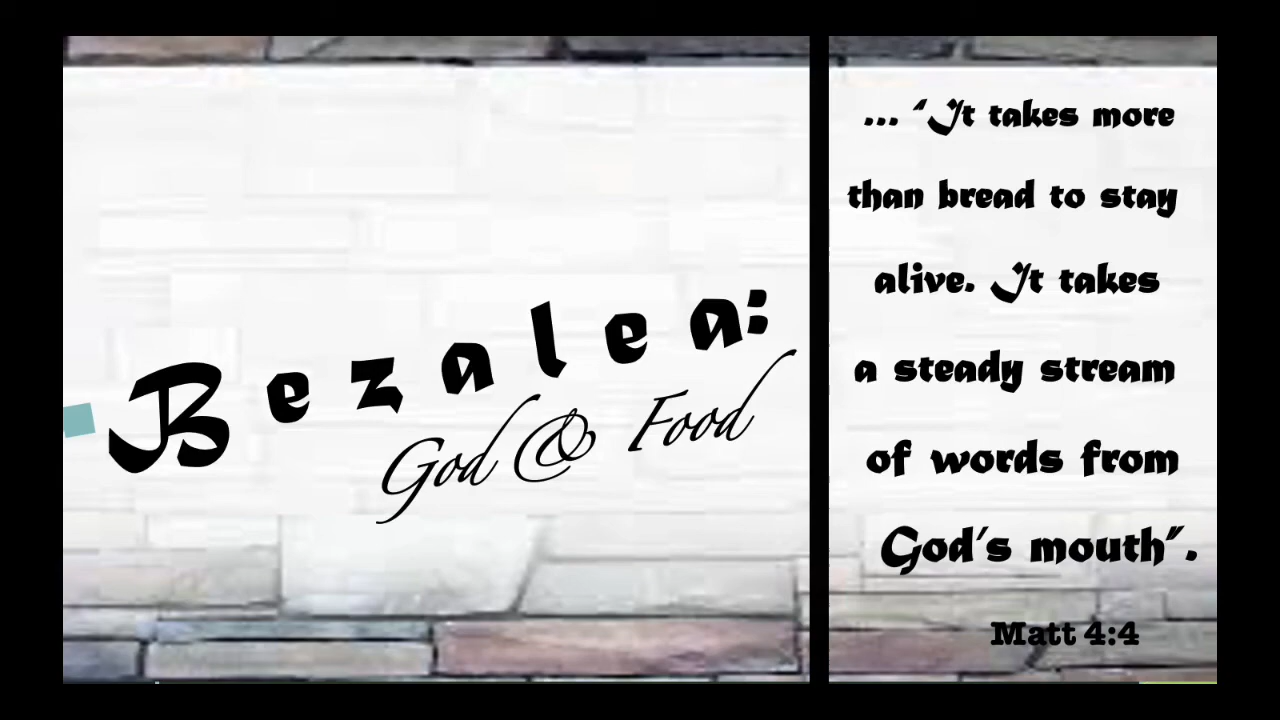 Bezalea:
God & Food
... "It takes more
than bread to stay
alive. It takes
a steady stream
of words from
God's mouth".
Matt 4:4